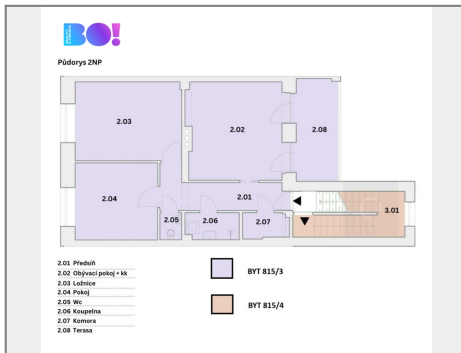 BO!
Půdorys 2NP
2.03
2.02
2.08
2.04
2.01
2.05
2.06
2.07
3.01
2.01 Předsíň
2.02 Obývací pokoj + kk
2.03 Ložnice
2.04 Pokoj
2.05 Wc
2.06 Koupelna
2.07 Komora
2.08 Terasa
BYT 815/3
BYT 815/4